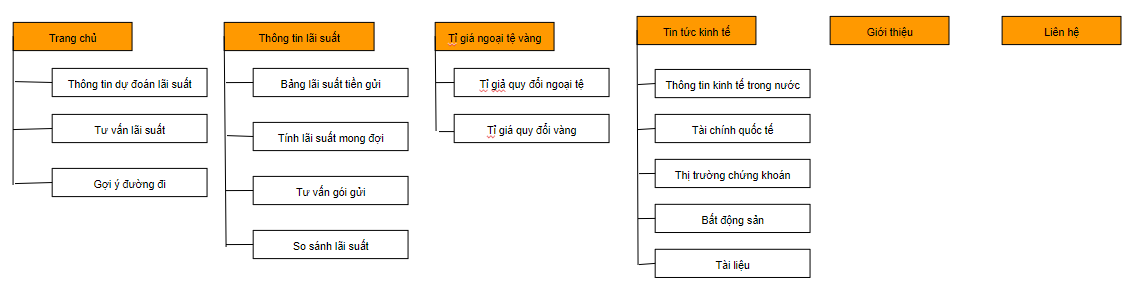 Trang chủ
Thông tin dự đoán lãi suất
Tư vấn lãi suất
Gợi ý đường đi
Thông tin lãi suất
Bảng lãi suất tiền gửi
Tính lãi suất mong đợi
Tư vấn gói gửi
So sánh lãi suất
Tỉ giá ngoại tệ vàng
Tỉ giả quy đổi ngoại tệ
Tỉ giá quy đổi vàng
Tin tức kinh tế
Thông tin kinh tế trong nước
Tài chính quốc tế
Thị trường chứng khoán
Bất động sản
Tài liệu
Giới thiệu
Liên hệ